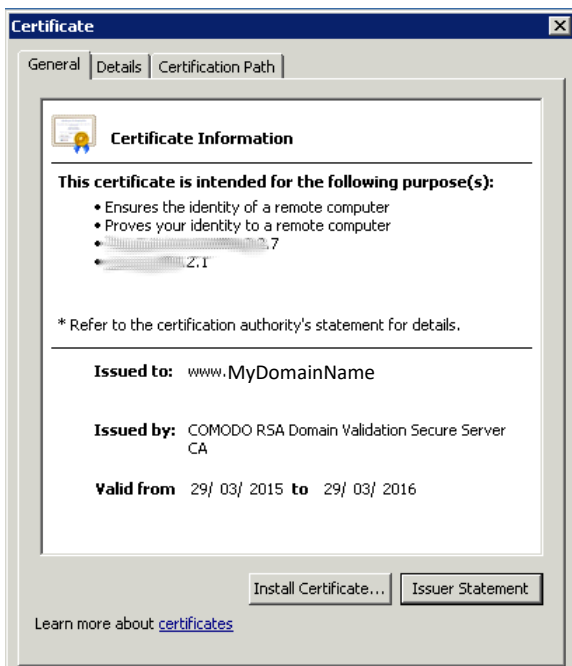 Certificate
General Details Certification Path
Certificate Information
This certificate is intended for the following purpose(s):
• Ensures the identity of a remote computer
• Proves your identity to a remote computer
• .7
• 2.1
* Refer to the certification authority's statement for details.
Issued to: www.MyDomainName
Issued by: COMODO RSA Domain Validation Secure Server
CA
Valid from 29/ 03/ 2015 to 29/ 03/ 2016
Install Certificate... Issuer Statement
Learn more about certificates